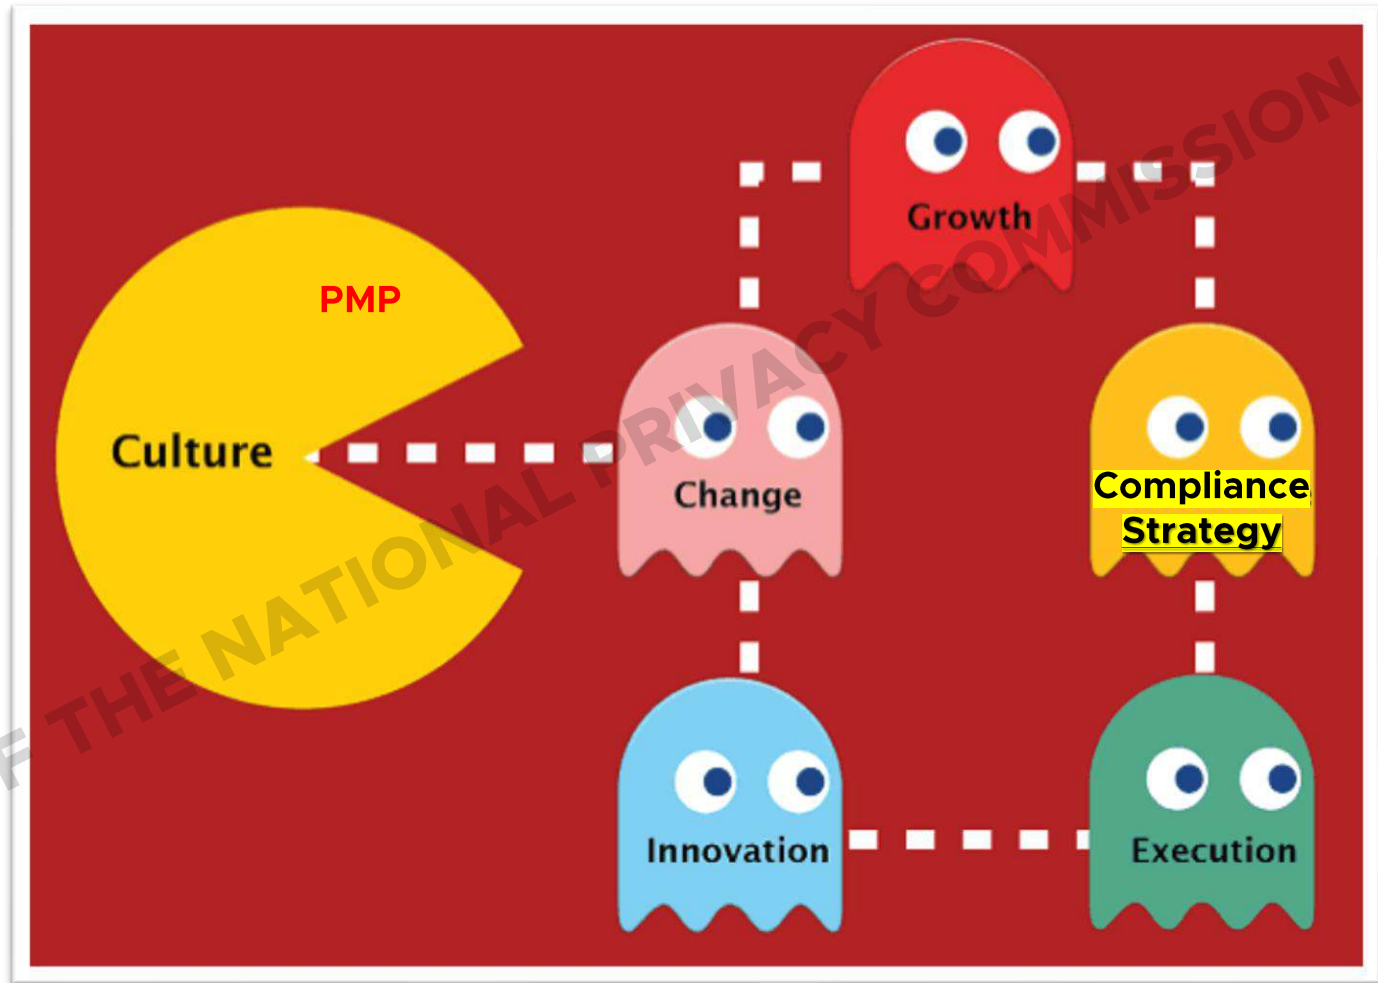 Growth
PMP
Culture
Change
Compliance
Strategy
Innovation
Execution
F THE NATIONAL PRIVACY COMMISSION